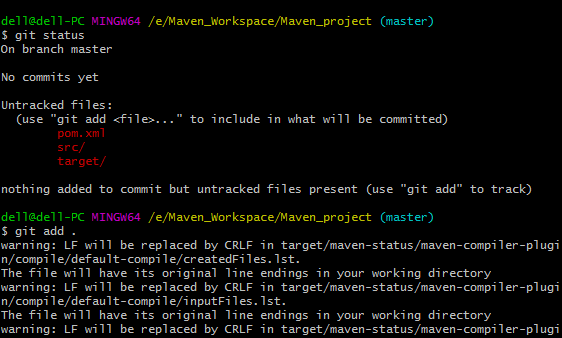 dell@dell-PC MINGW64 /e/Maven_Workspace/Maven_project (master)
$ git status
On branch master
No commits yet
Untracked files:
  (use "git add <file>..." to include in what will be committed)
        pom.xml
        src/
        target/
nothing added to commit but untracked files present (use "git add" to track)
dell@dell-PC MINGW64 /e/Maven_Workspace/Maven_project (master)
$ git add .
warning: LF will be replaced by CRLF in target/maven-status/maven-compiler-plugi
n/compile/default-compile/createdFiles.lst.
The file will have its original line endings in your working directory
warning: LF will be replaced by CRLF in target/maven-status/maven-compiler-plugi
n/compile/default-compile/inputFiles.lst.
The file will have its original line endings in your working directory
warning: LF will be replaced by CRLF in target/maven-status/maven-compiler-plugi